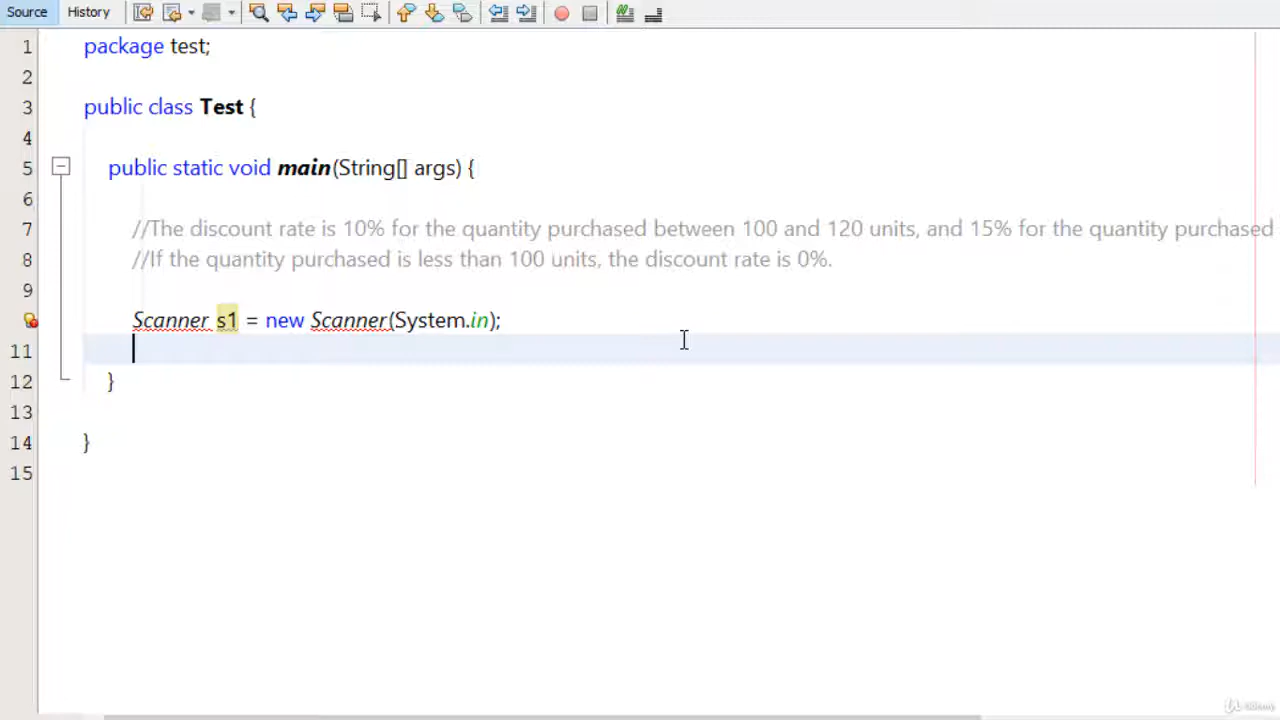 Source History
1 package test;
2
3 public class Test {
4
5 public static void main(String[] args) {
6
7 //The discount rate is 10% for the quantity purchased between 100 and 120 units, and 15% for the quantity purchased
8 //If the quantity purchased is less than 100 units, the discount rate is 0%.
9
Scanner s1 = new Scanner(System.in);
11
12 }
13
14 }
15
Udemy